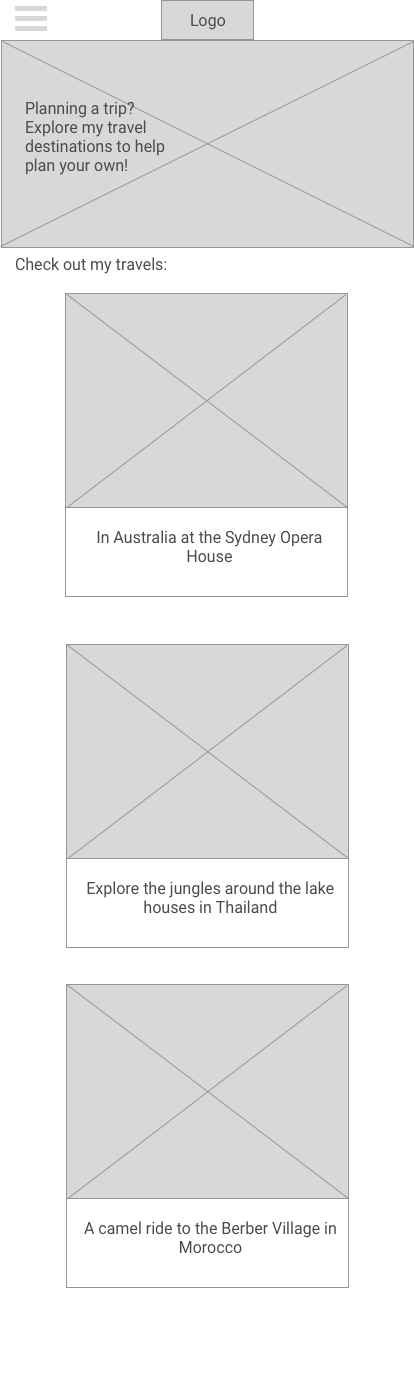 Logo
Planning a trip?
Explore my travel
destinations to help
plan your own!
Check out my travels:
In Australia at the Sydney Opera
House
Explore the jungles around the lake
houses in Thailand
A camel ride to the Berber Village in
Morocco